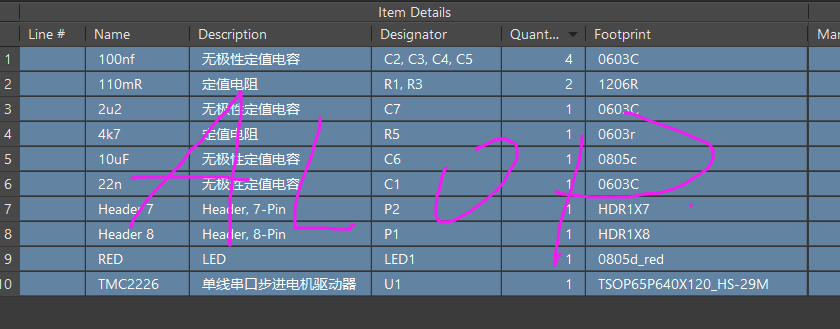 Item Details
Line # Name Description Designator Quant... Footprint Mar
1 100nf 无极性定值电容 C2, C3, C4, C5 4 0603C
2 110mR 定值电阻 R1, R3 2 1206R
3 2u2 无极性定值电容 C7 1 0603C
4 4k7 定值电阻 R5 1 0603r
5 10uF 无极性定值电容 C6 1 0805c
6 22n 无极性定值电容 C1 1 0603C
7 Header 7 Header, 7-Pin P2 1 HDR1X7
8 Header 8 Header, 8-Pin P1 1 HDR1X8
9 RED LED LED1 1 0805d_red
10 TMC2226 单线串口步进电机驱动器 U1 1 TSOP65P640X120_HS-29M